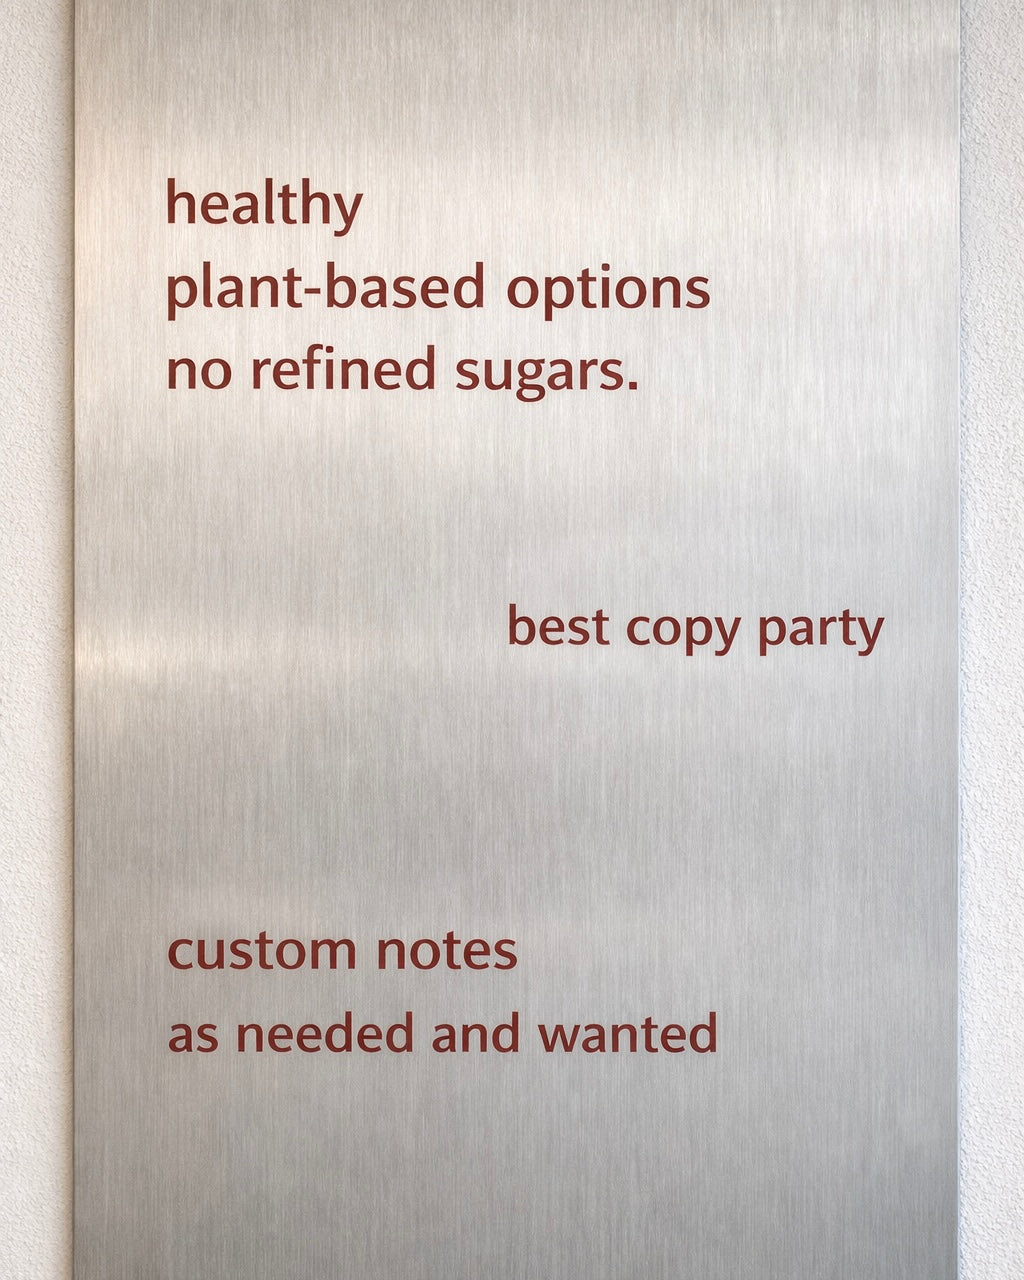 healthy
plant-based options
no refined sugars.
best copy party
custom notes
as needed and wanted